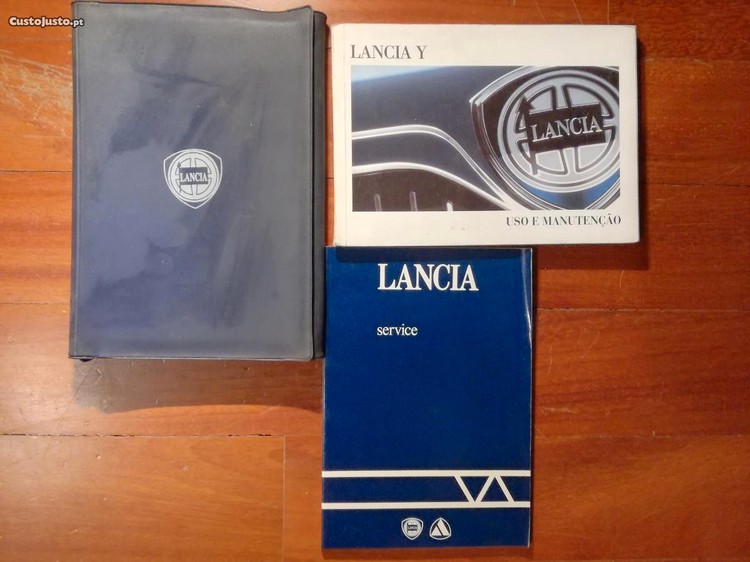 CustoJusto.pt
LANCIA
LANCIA Y
LANCIA
USO E MANUTENÇÃO
LANCIA
service